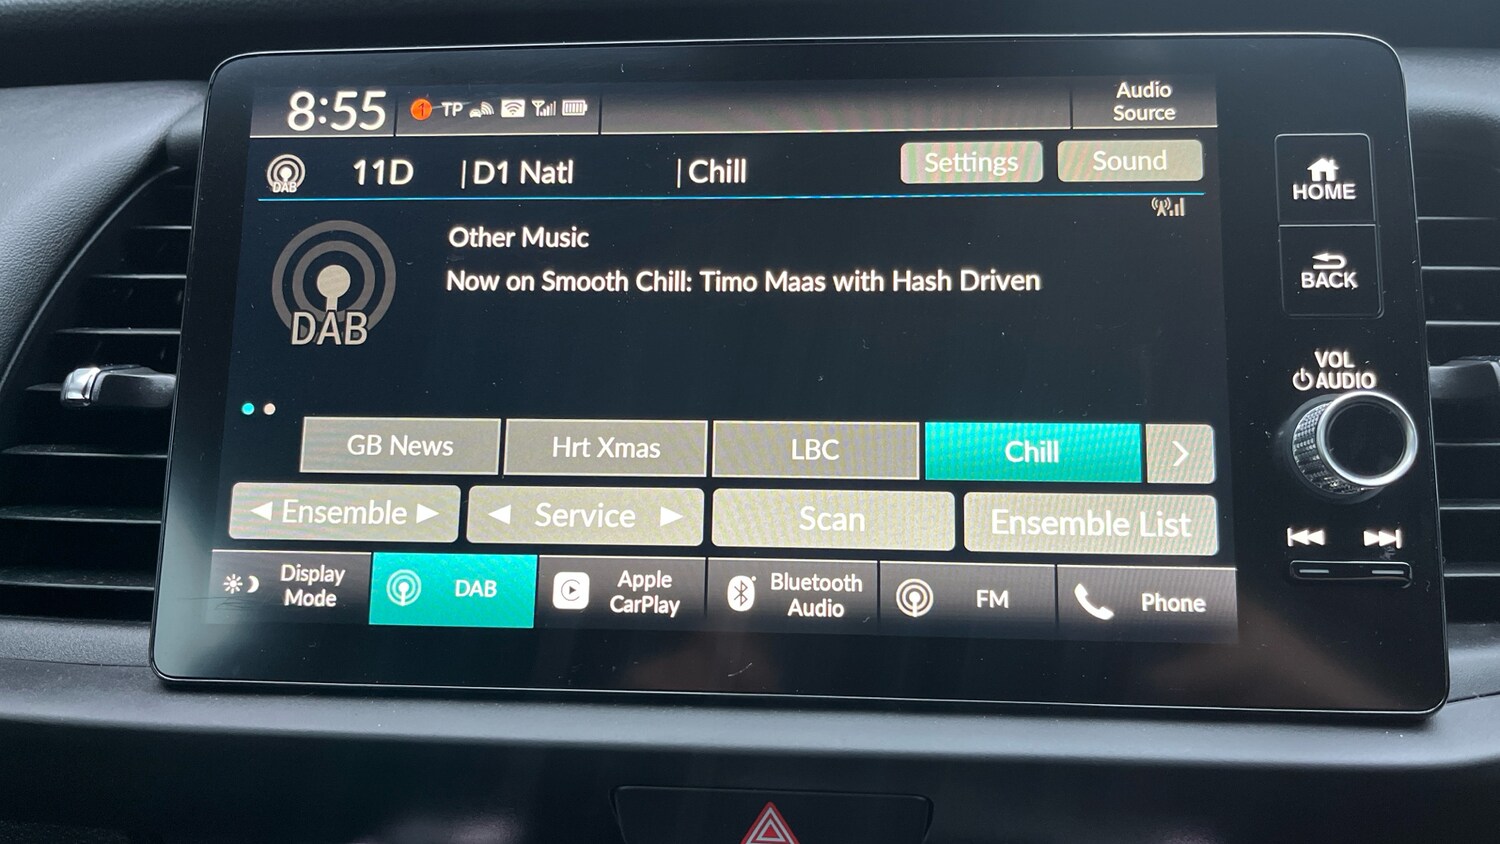 8:55
1
TP
Audio
Source
DAB
11D
|D1 Natl
|Chill
Settings
Sound
Other Music
Now on Smooth Chill: Timo Maas with Hash Driven
DAB
GB News
Hrt Xmas
LBC
Chill
Ensemble
Service
Scan
Ensemble List
Display
Mode
DAB
Apple
CarPlay
Bluetooth
Audio
FM
Phone
HOME
BACK
VOL
AUDIO